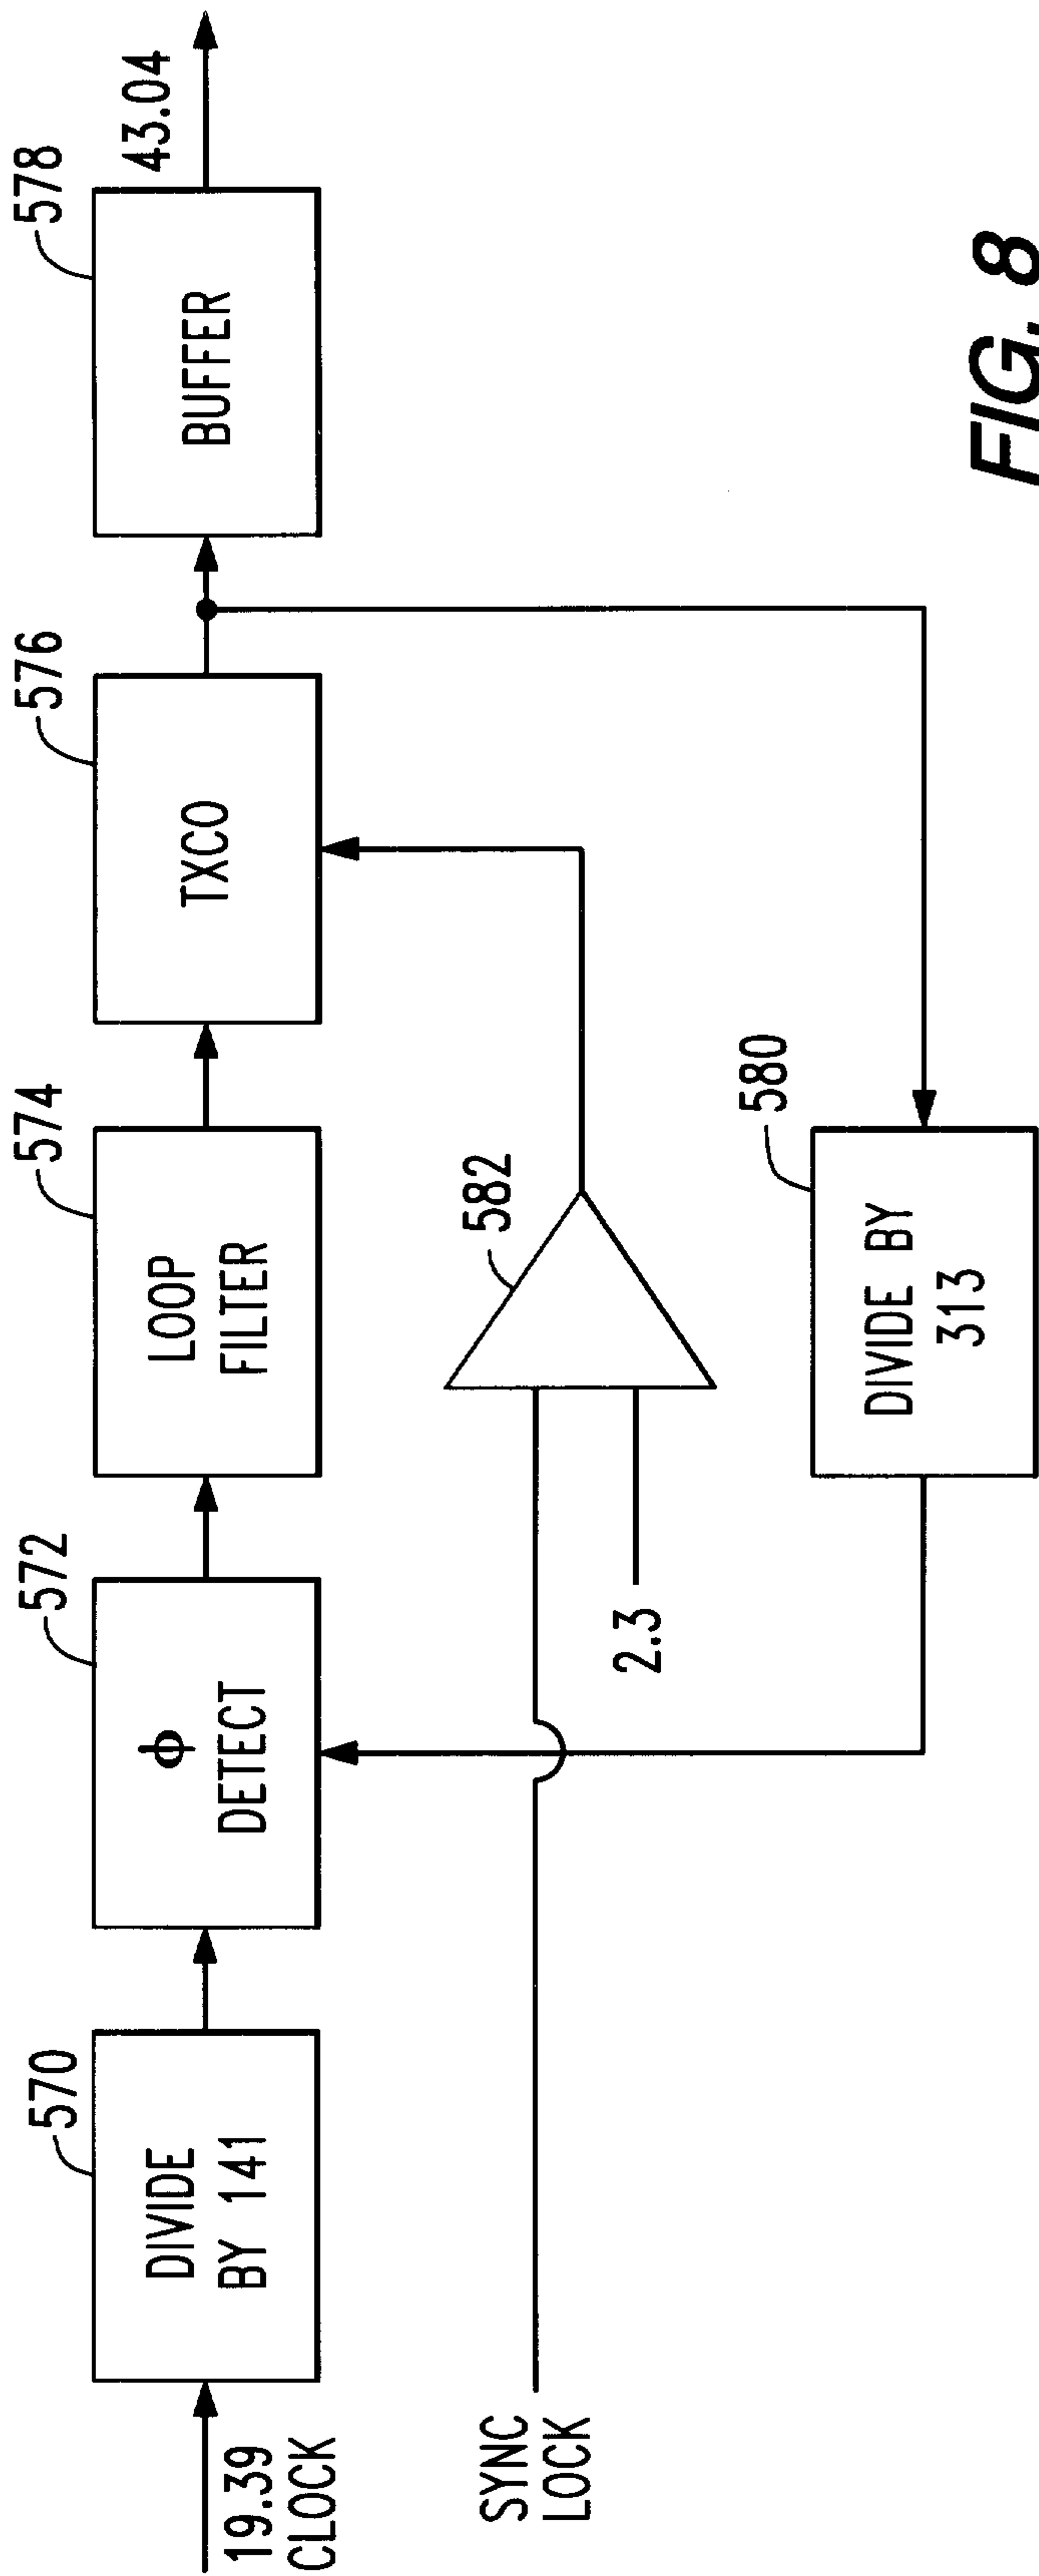 19.39
CLOCK
570
DIVIDE
BY 141
572
Φ
DETECT
574
LOOP
FILTER
576
TXCO
578
BUFFER
43.04
SYNC
LOCK
2.3
582
580
DIVIDE BY
313
FIG. 8